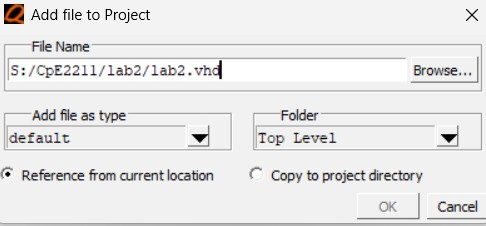 Add file to Project
File Name
S:/CpE2211/lab2/lab2.vhd
Browse...
Add file as type
Folder
default
Top Level
Reference from current location
Copy to project directory
OK
Cancel